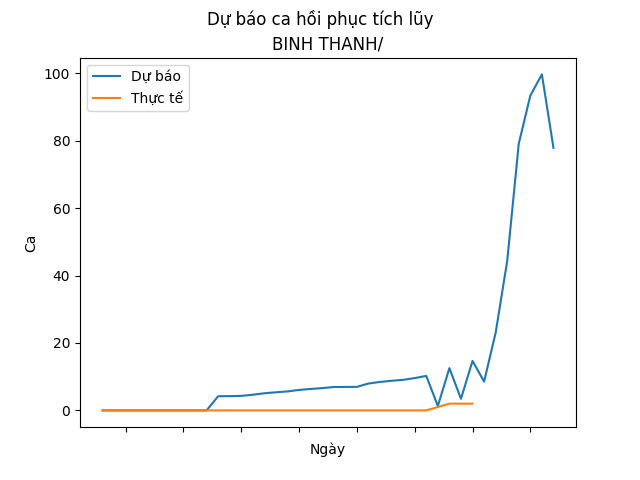 Dự báo ca hồi phục tích lũy
BINH THANH/
Dự báo
Thực tế
100
80
60
40
20
0
Ca
Ngày